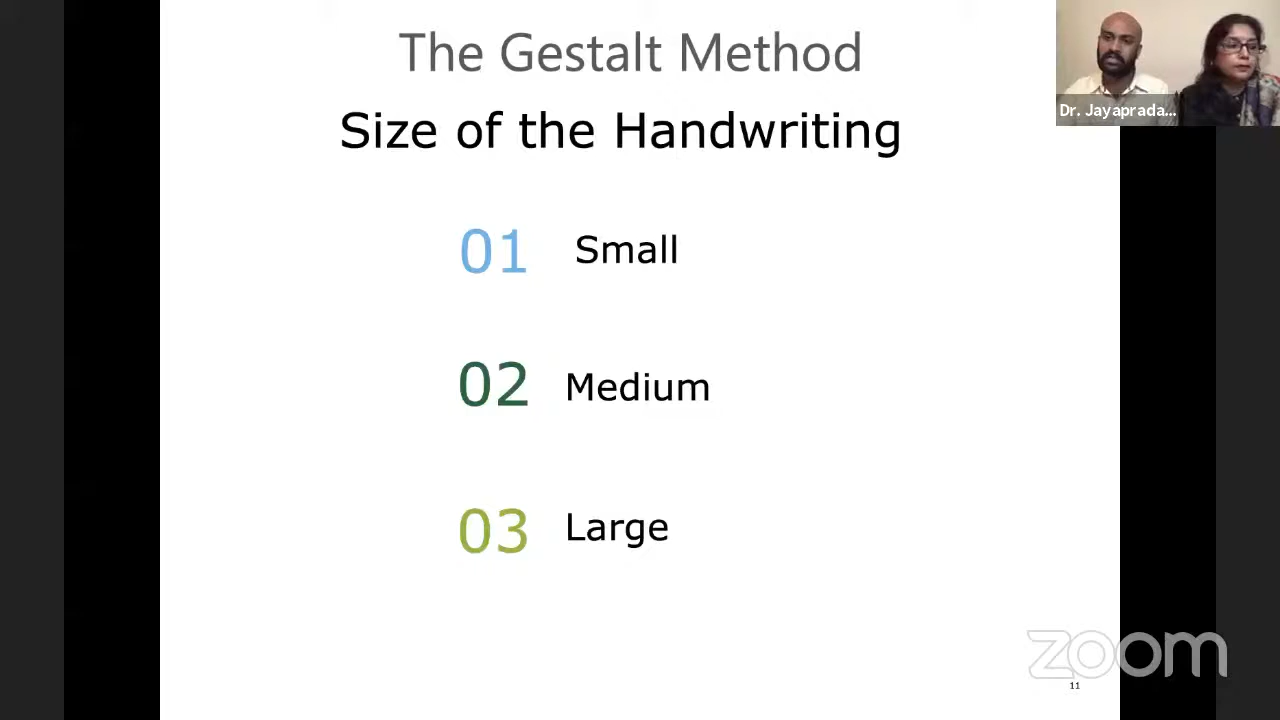 The Gestalt Method
Dr. Jayaprada...
Size of the Handwriting
01 Small
02 Medium
03 Large
zoom
11